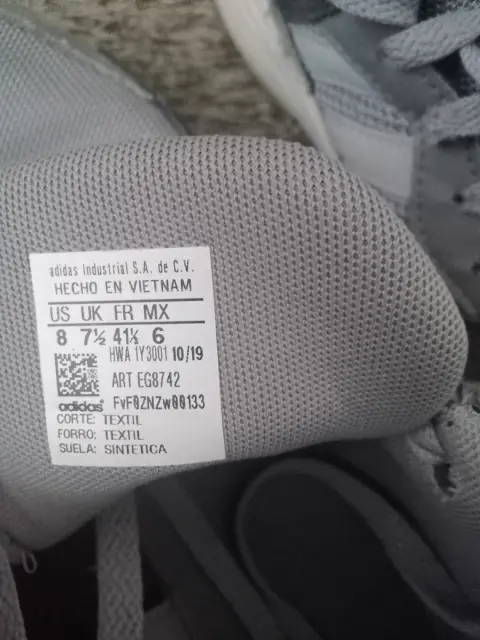 adidas Industrial S.A. de C.V.
HECHO EN VIETNAM
US UK FR MX
8 7½ 41⅓ 6
HWA 1Y3001 10/19
ART EG8742
adidas FvF0ZNZw00133
CORTE: TEXTIL
FORRO: TEXTIL
SUELA: SINTETICA